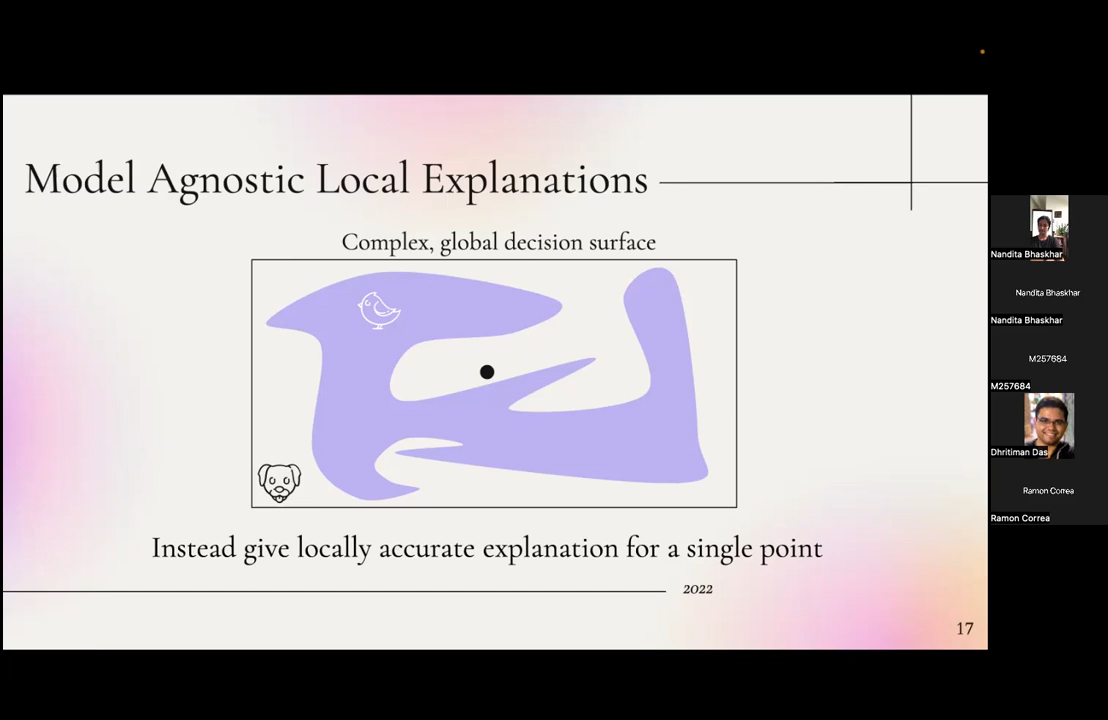 Model Agnostic Local Explanations
Complex, global decision surface
Instead give locally accurate explanation for a single point
2022
17
Nandita Bhaskhar
Nandita Bhaskhar
Nandita Bhaskhar
M257684
M257684
Dhritiman Das
Ramon Correa
Ramon Correa